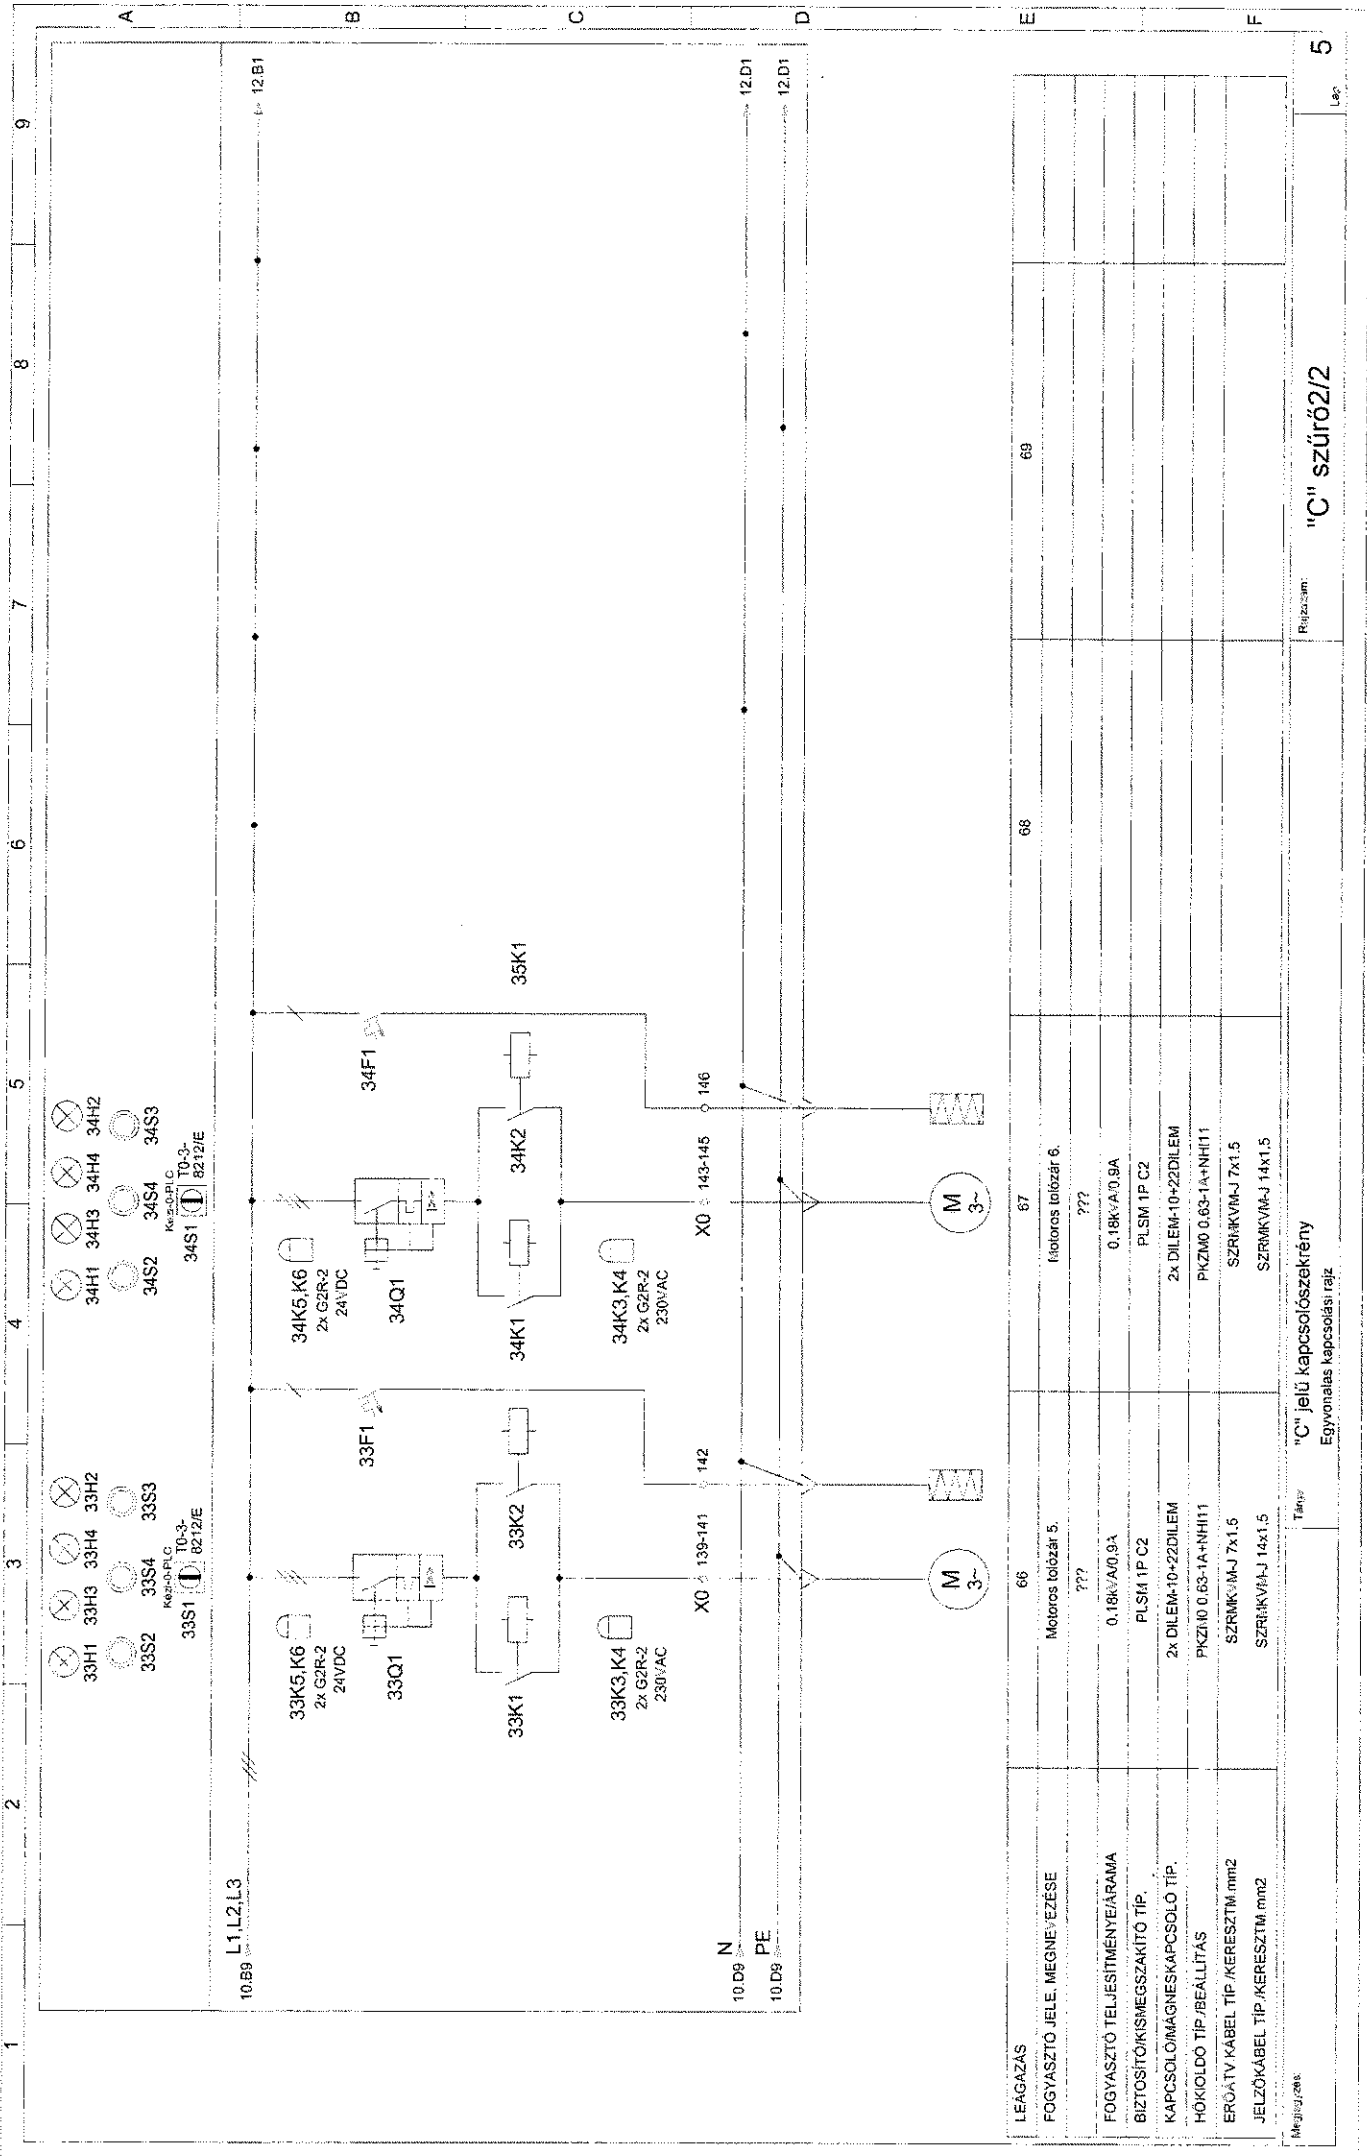 1 2 3 4 5 6 7 8 9
A
B
C
D
E
F
33H1 33H3 33H4 33H2
33S2 33S4 33S3
Kézi-0-PLC
33S1
T0-3-
8212/E
34H1 34H3 34H4 34H2
34S2 34S4 34S3
Kézi-0-PLC
34S1
T0-3-
8212/E
L1,L2,L3
10.B9
12.B1
33K5,K6
2x G2R-2
24VDC
33Q1
33F1
33K1
33K2
33K3,K4
2x G2R-2
230VAC
X0 139-141
142
34K5,K6
2x G2R-2
24VDC
34Q1
34F1
34K1
34K2
35K1
34K3,K4
2x G2R-2
230VAC
X0 143-145
146
N
10.D9
12.D1
PE
10.D9
12.D1
M
3~
M
3~
LEÁGAZÁS 66 67 68 69
FOGYASZTÓ JELE, MEGNEVEZÉSE Motoros tolózár 5. Motoros tolózár 6.
??? ???
FOGYASZTÓ TELJESÍTMÉNYE/ÁRAMA 0,18kVA/0,9A 0,18kVA/0,9A
BIZTOSÍTÓ/KISMEGSZAKÍTÓ TÍP. PLSM 1P C2 PLSM 1P C2
KAPCSOLÓ/MÁGNESKAPCSOLÓ TÍP. 2x DILEM-10+22DILEM 2x DILEM-10+22DILEM
HŐKIOLDÓ TÍP./BEÁLLÍTÁS PKZM0 0,63-1A+NHI11 PKZM0 0,63-1A+NHI11
ERŐÁTV.KÁBEL TÍP./KERESZTM.mm2 SZRMKVM-J 7x1.5 SZRMKVM-J 7x1.5
JELZŐKÁBEL TÍP./KERESZTM.mm2 SZRMKVM-J 14x1.5 SZRMKVM-J 14x1.5
Megjegyzés:
Tárgy:
"C" jelű kapcsolószekrény
Egyvonalas kapcsolási rajz
Rajzszám:
"C" szűrő2/2
Lap:
5